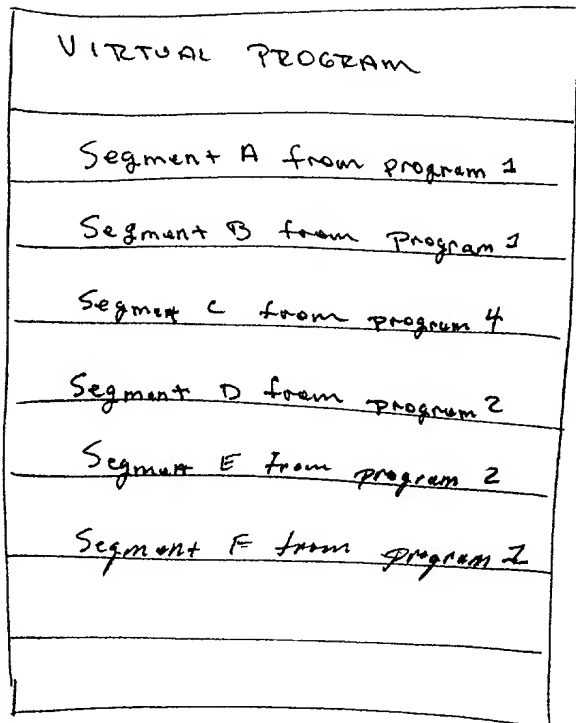 VIRTUAL PROGRAM
Segment A from program 1
Segment B from program 1
Segment C from program 4
Segment D from program 2
Segment E from program 2
Segment F from program 1